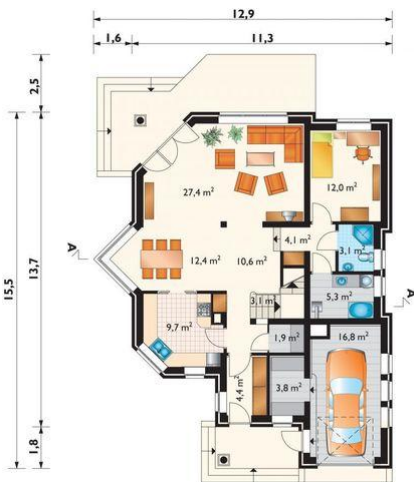 12,9
1,6
11,3
2,5
15,5
13,7
1,8
27,4 m²
12,0 m²
4,1 m²
3,1 m²
12,4 m²
10,6 m²
A
A
5,3 m²
3,1 m²
9,7 m²
1,9 m²
16,8 m²
3,8 m²
4,4 m²